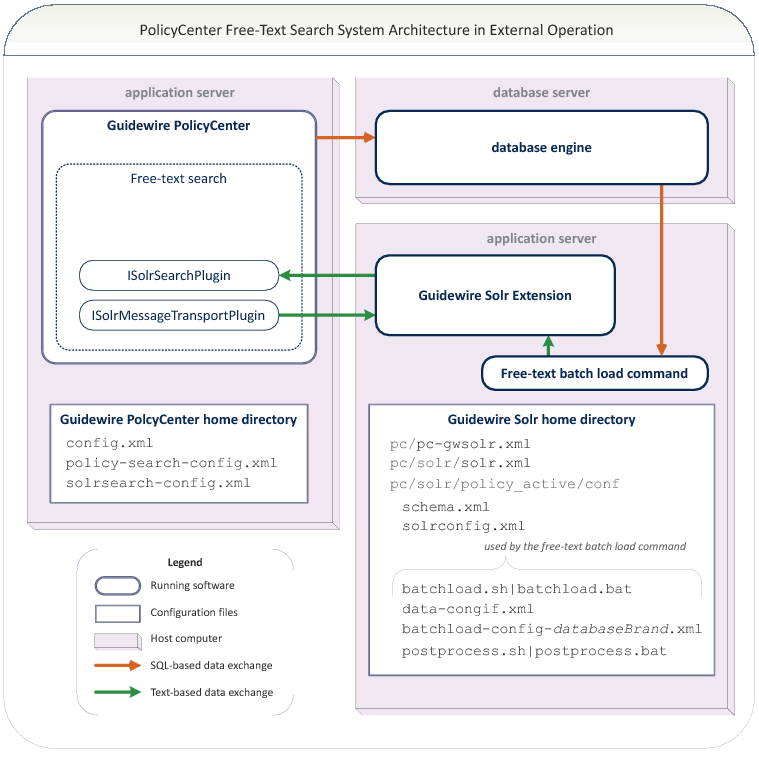 PolicyCenter Free-Text Search System Architecture in External Operation
application server
Guidewire PolicyCenter
Free-text search
ISolrSearchPlugin
ISolrMessageTransportPlugin
Guidewire PolcyCenter home directory
config.xml
policy-search-config.xml
solrsearch-config.xml
database server
database engine
application server
Guidewire Solr Extension
Free-text batch load command
Guidewire Solr home directory
pc/pc-gwsolr.xml
pc/solr/solr.xml
pc/solr/policy_active/conf
schema.xml
solrconfig.xml
used by the free-text batch load command
batchload.sh|batchload.bat
data-congif.xml
batchload-config-databaseBrand.xml
postprocess.sh|postprocess.bat
Legend
Running software
Configuration files
Host computer
SQL-based data exchange
Text-based data exchange